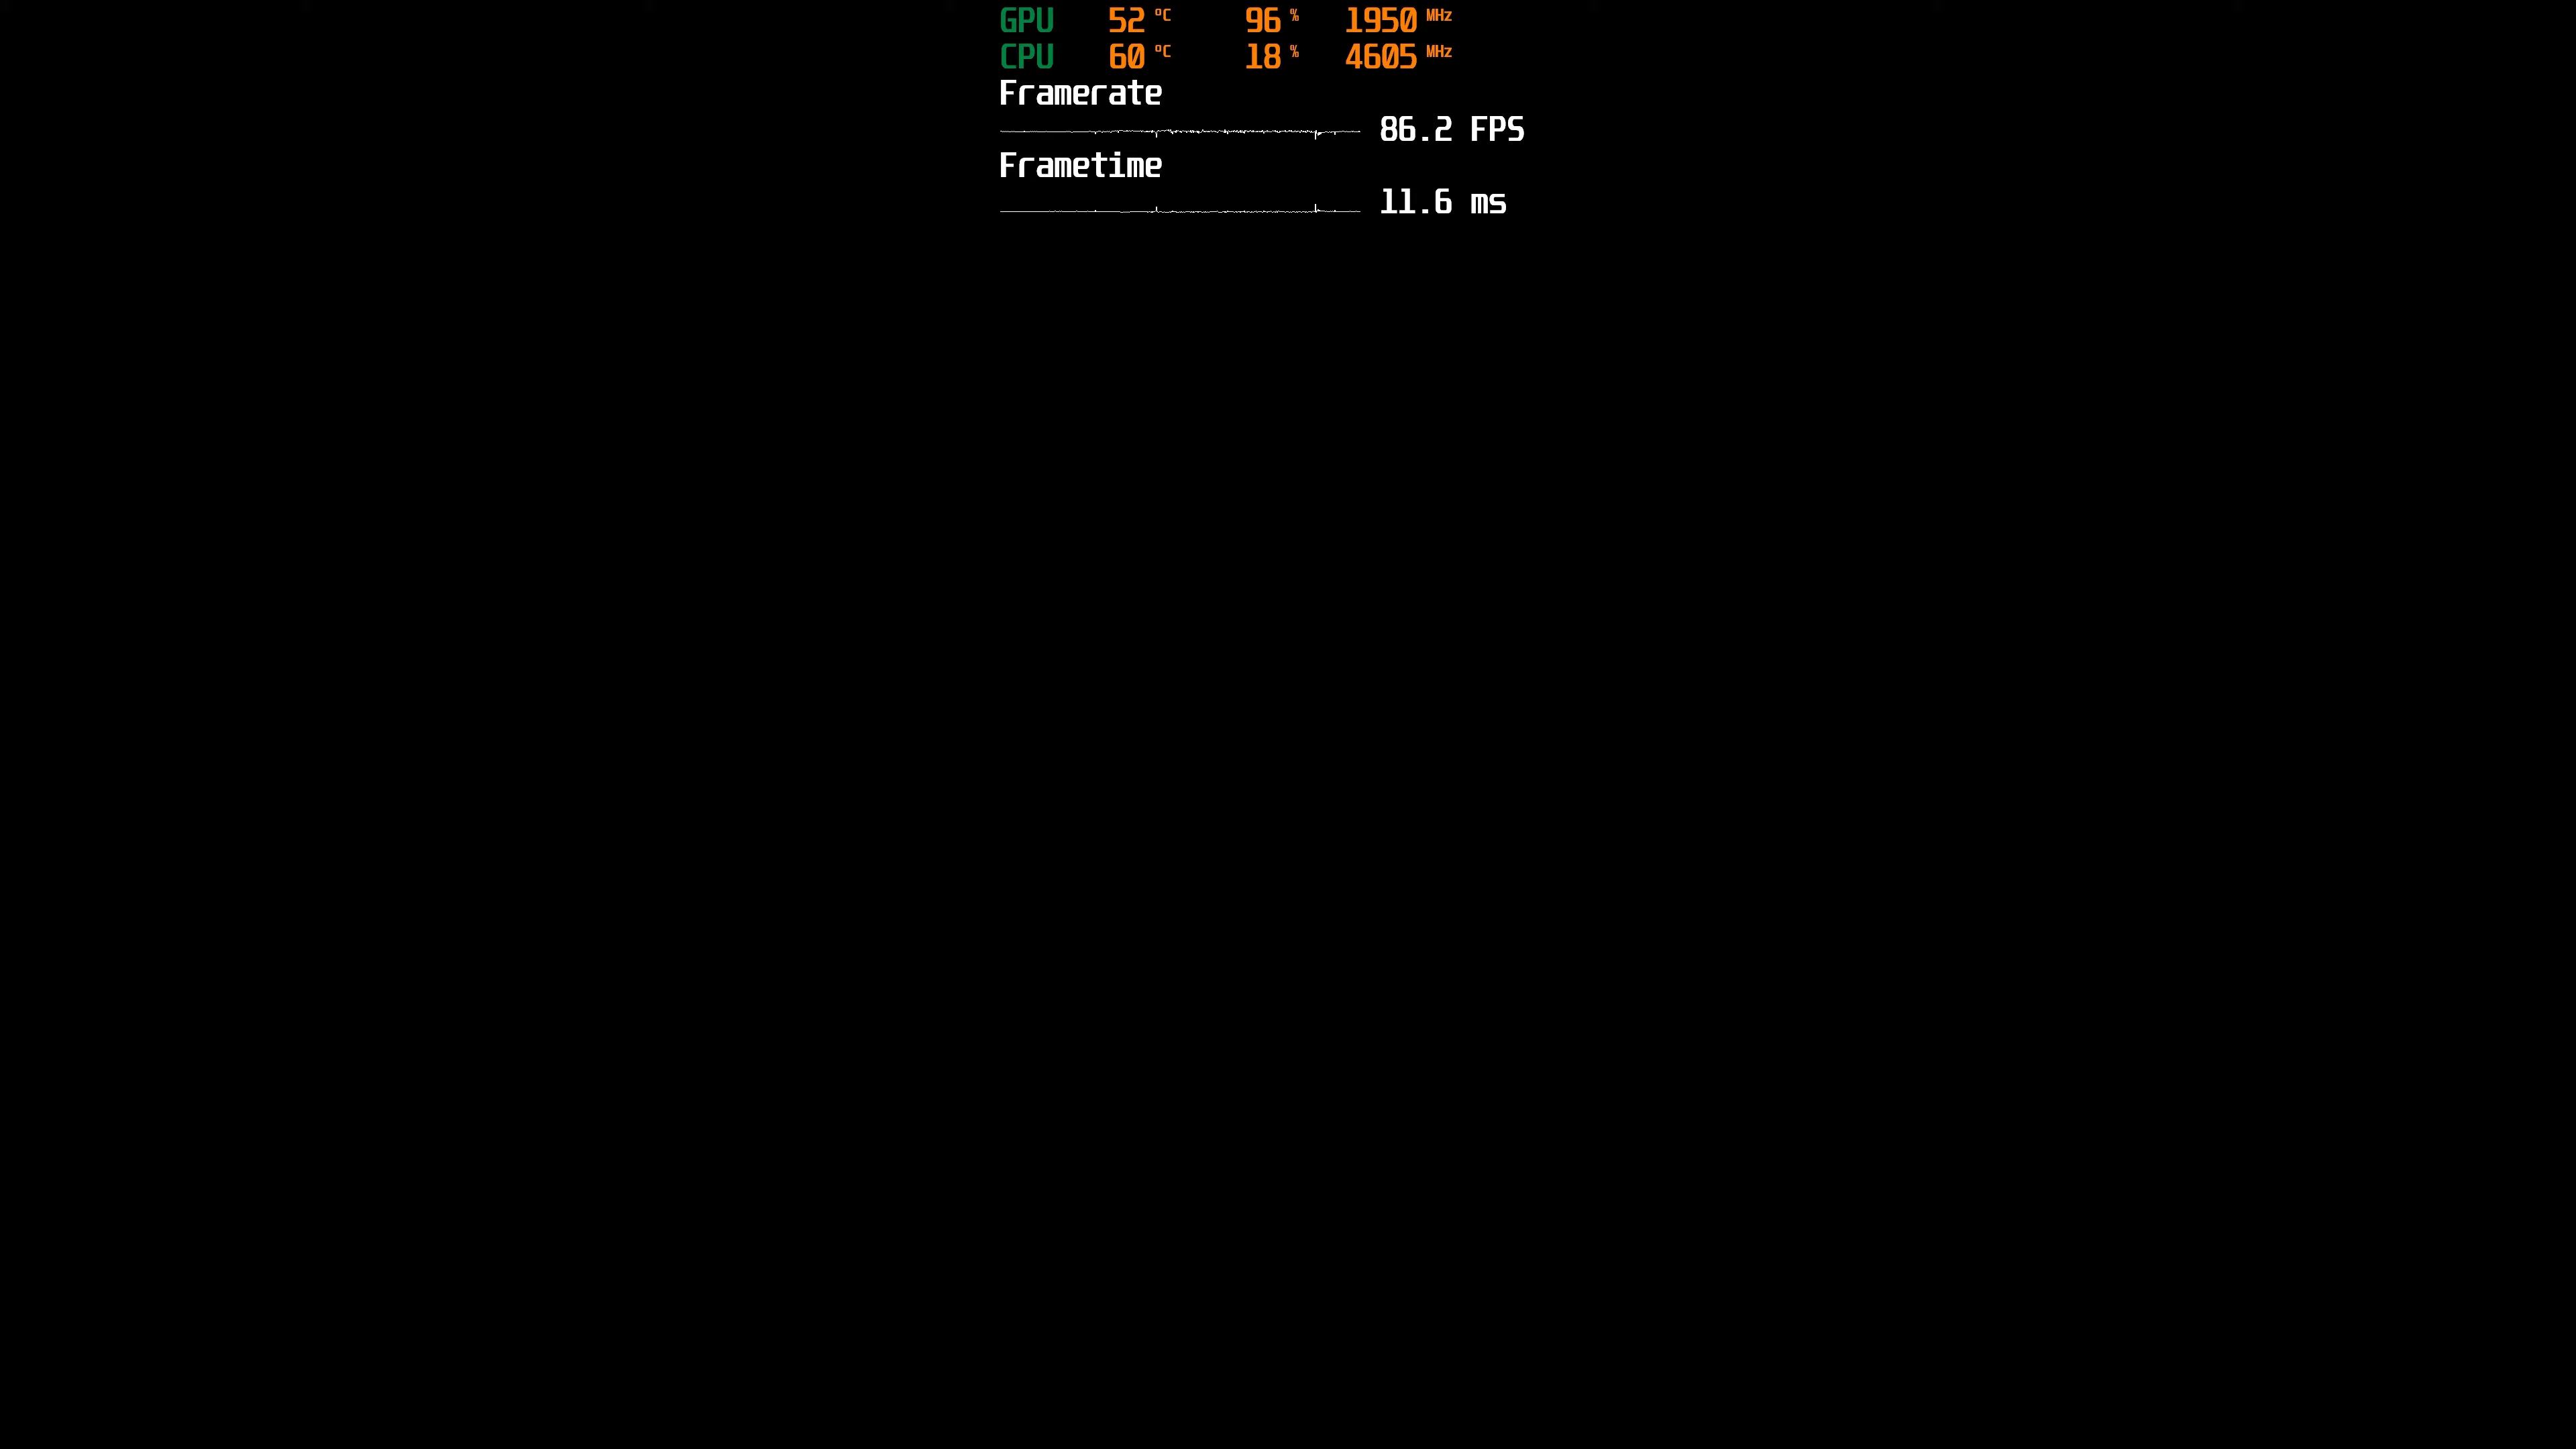 GPU 52 °C 96 % 1950 MHz
CPU 60 °C 18 % 4605 MHz
Framerate
86.2 FPS
Frametime
11.6 ms